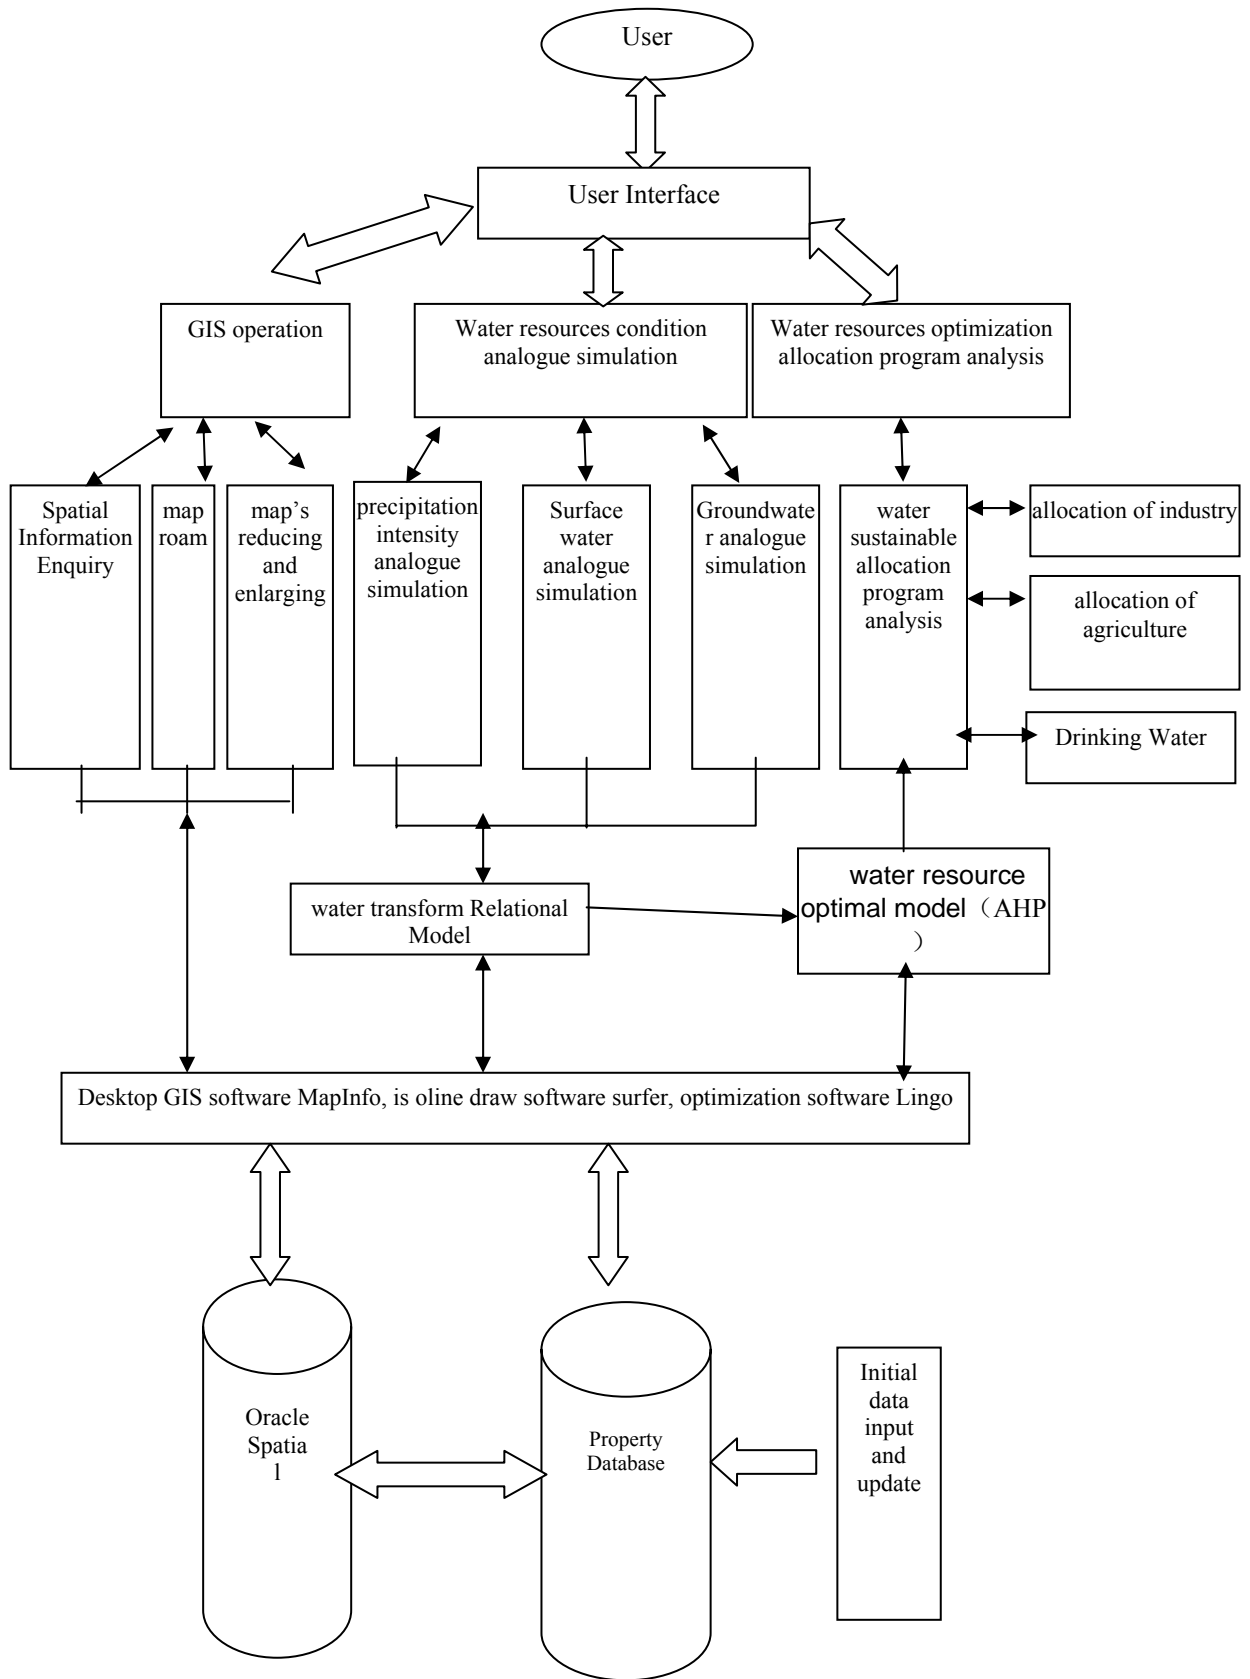 User
User Interface
GIS operation
Water resources condition
analogue simulation
Water resources optimization
allocation program analysis
Spatial
Information
Enquiry
map
roam
map’s
reducing
and
enlarging
precipitation
intensity
analogue
simulation
Surface
water
analogue
simulation
Groundwate
r analogue
simulation
water
sustainable
allocation
program
analysis
allocation of industry
allocation of
agriculture
Drinking Water
water transform Relational
Model
water resource
optimal model（AHP
）
Desktop GIS software MapInfo, is oline draw software surfer, optimization software Lingo
Oracle
Spatia
l
Property
Database
Initial
data
input
and
update